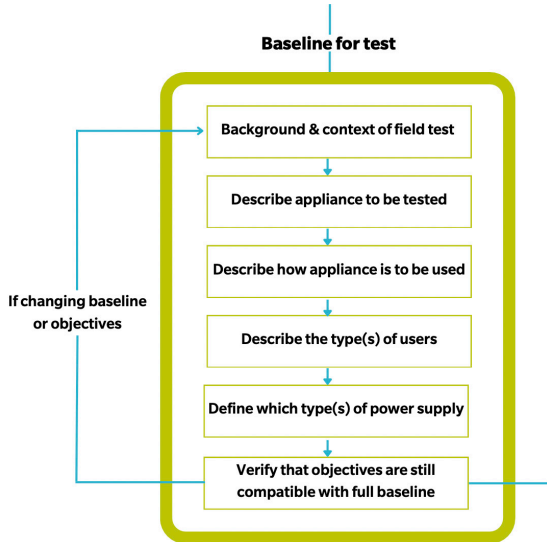 Baseline for test
Background & context of field test
Describe appliance to be tested
Describe how appliance is to be used
If changing baseline
or objectives
Describe the type(s) of users
Define which type(s) of power supply
Verify that objectives are still
compatible with full baseline